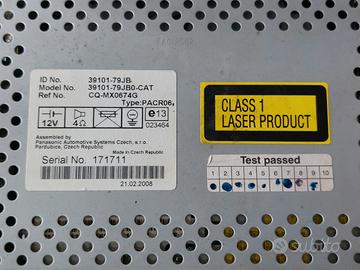 ID No. 39101-79JB
Model No. 39101-79JB0-CAT
Ref No. CQ-MX0674G
Type:PACR06
12V 4Ω e13
023464
Assembled by
Panasonic Automotive Systems Czech, s.r.o.
Pardubice, Czech Republic
Made in Czech Republic
Serial No. 171711
21.02.2008
CLASS 1
LASER PRODUCT
Test passed
1 2 3 4 5 6 7 8 9 10
subito